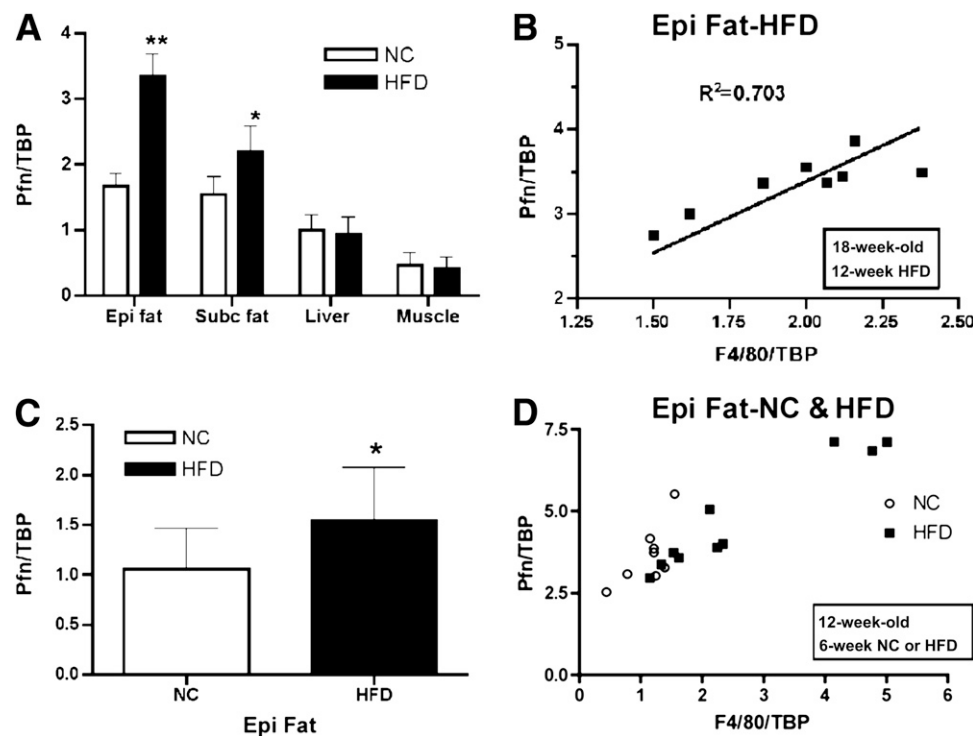 A
4
3
2
1
0
Pfn/TBP
**
*
NC
HFD
Epi fat
Subc fat
Liver
Muscle
B
Epi Fat-HFD
5
4
3
2
Pfn/TBP
R²=0.703
18-week-old
12-week HFD
1.25
1.50
1.75
2.00
2.25
2.50
F4/80/TBP
C
2.5
2.0
1.5
1.0
0.5
0.0
Pfn/TBP
NC
HFD
*
NC
HFD
Epi Fat
D
Epi Fat-NC & HFD
7.5
5.0
2.5
0.0
Pfn/TBP
NC
HFD
12-week-old
6-week NC or HFD
0
1
2
3
4
5
6
F4/80/TBP